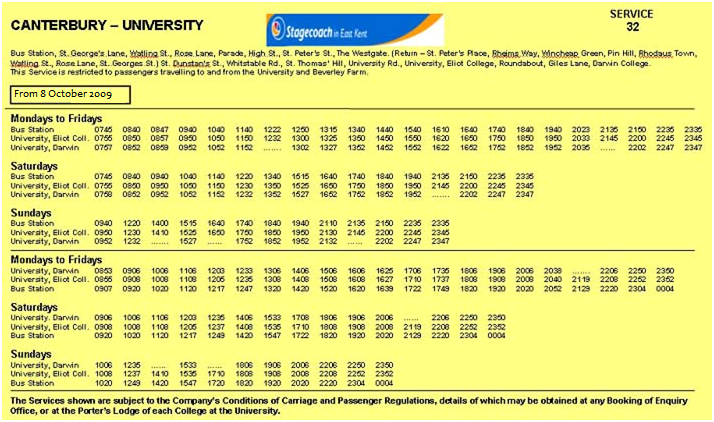 CANTERBURY – UNIVERSITY
Stagecoach in East Kent
SERVICE
32
Bus Station, St. George's Lane, Watling St., Rose Lane, Parade, High St., St. Peter's St., The Westgate. (Return – St. Peter's Place, Rheims Way, Wincheap Green, Pin Hill, Rhodaus Town,
Watling St., Rose Lane, St. Georges St.) St. Dunstan's St., Whitstable Rd., St. Thomas' Hill, University Rd., University, Eliot College, Roundabout, Giles Lane, Darwin College.
This Service is restricted to passengers travelling to and from the University and Beverley Farm.
From 8 October 2009
Mondays to Fridays
Bus Station 0745 0840 0847 0940 1040 1140 1222 1250 1315 1340 1440 1540 1610 1640 1740 1840 1940 2023 2135 2150 2235 2335
University, Eliot Coll. 0755 0850 0857 0950 1050 1150 1232 1300 1325 1350 1450 1550 1620 1650 1750 1850 1950 2033 2145 2200 2245 2345
University, Darwin 0757 0852 0859 0952 1052 1152 ....... 1302 1327 1352 1452 1552 1622 1652 1752 1852 1952 2035 ...... 2202 2247 2347
Saturdays
Bus Station 0745 0840 0940 1040 1140 1220 1340 1515 1640 1740 1840 1940 2135 2150 2235 2335
University, Eliot Coll. 0755 0850 0950 1050 1150 1230 1350 1525 1650 1750 1850 1950 2145 2200 2245 2345
University, Darwin 0758 0852 0952 1052 1152 1232 1352 1527 1652 1752 1852 1952 ...... 2202 2247 2347
Sundays
Bus Station 0940 1220 1400 1515 1640 1740 1840 1940 2110 2135 2150 2235 2335
University, Eliot Coll. 0950 1230 1410 1525 1650 1750 1850 1950 2130 2145 2200 2245 2345
University, Darwin 0952 1232 ...... 1527 ...... 1752 1852 1952 2132 ...... 2202 2247 2347
Mondays to Fridays
University, Darwin 0853 0906 1006 1106 1203 1233 1306 1406 1506 1606 1625 1706 1735 1806 1906 2006 2038 ....... 2206 2250 2350
University, Eliot Coll. 0855 0908 1008 1108 1205 1235 1308 1408 1508 1608 1627 1710 1737 1808 1908 2008 2040 2119 2208 2252 2352
Bus Station 0907 0920 1020 1120 1217 1247 1320 1420 1520 1620 1639 1722 1749 1820 1920 2020 2052 2129 2220 2304 0004
Saturdays
University, Darwin 0906 1006 1106 1203 1235 1406 1533 1708 1806 1906 2006 ...... 2206 2250 2350
University, Eliot Coll. 0908 1008 1108 1205 1237 1408 1535 1710 1808 1908 2008 2119 2208 2252 2352
Bus Station 0920 1020 1120 1217 1249 1420 1547 1722 1820 1920 2020 2129 2220 2304 0004
Sundays
University, Darwin 1006 1235 ...... 1533 ...... 1806 1906 2006 2206 2250 2350
University, Eliot Coll. 1008 1237 1410 1535 1710 1808 1908 2008 2208 2252 2352
Bus Station 1020 1249 1420 1547 1720 1820 1920 2020 2220 2304 0004
The Services shown are subject to the Company's Conditions of Carriage and Passenger Regulations, details of which may be obtained at any Booking of Enquiry
Office, or at the Porter's Lodge of each College at the University.